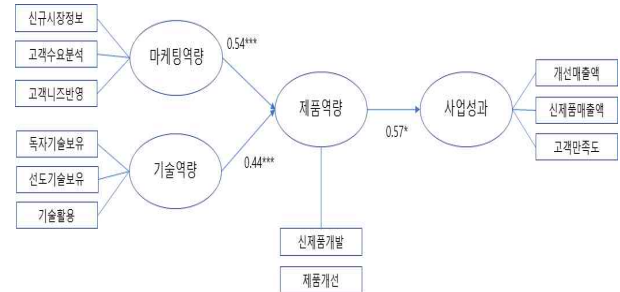 신규시장정보
고객수요분석
고객니즈반영
마케팅역량
0.54***
독자기술보유
선도기술보유
기술활용
기술역량
0.44***
제품역량
신제품개발
제품개선
0.57*
사업성과
개선매출액
신제품매출액
고객만족도